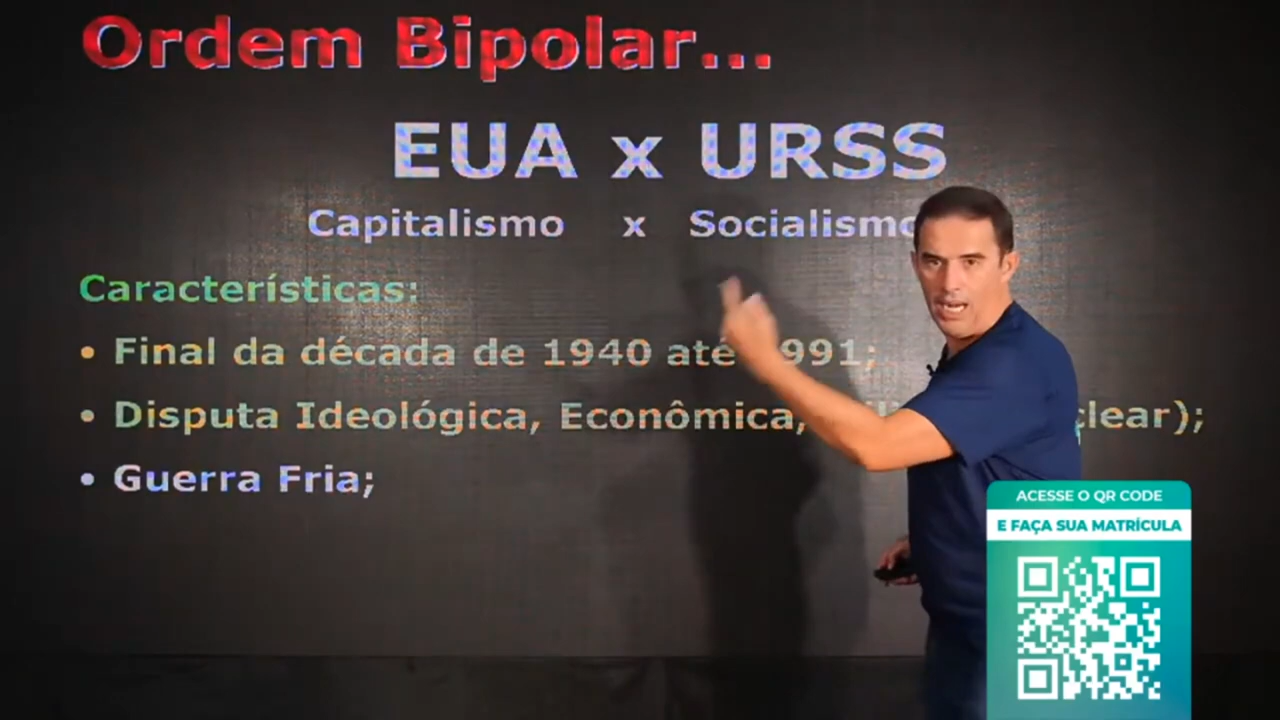 Ordem Bipolar...
EUA x URSS
Capitalismo x Socialismo
Características:
• Final da década de 1940 até 1991;
• Disputa Ideológica, Econômica,
• Guerra Fria;
ACESSE O QR CODE
E FAÇA SUA MATRÍCULA